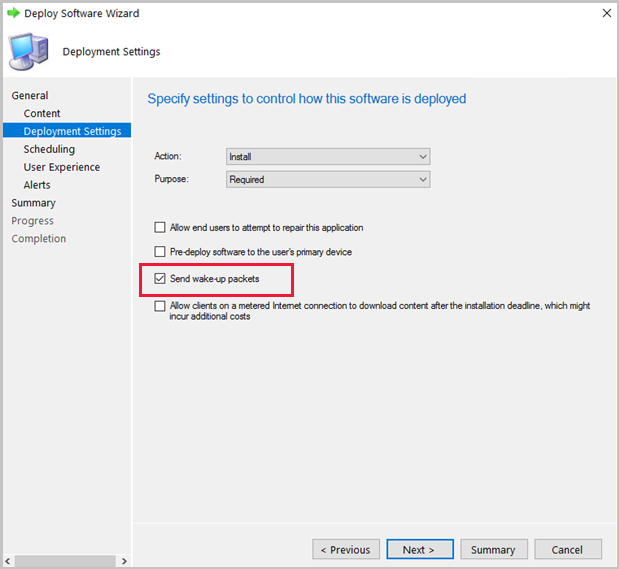 Deploy Software Wizard
Deployment Settings
General
Content
Deployment Settings
Scheduling
User Experience
Alerts
Summary
Progress
Completion
Specify settings to control how this software is deployed
Action:
Install
Purpose:
Required
Allow end users to attempt to repair this application
Pre-deploy software to the user's primary device
Send wake-up packets
Allow clients on a metered Internet connection to download content after the installation deadline, which might
incur additional costs
< Previous
Next >
Summary
Cancel